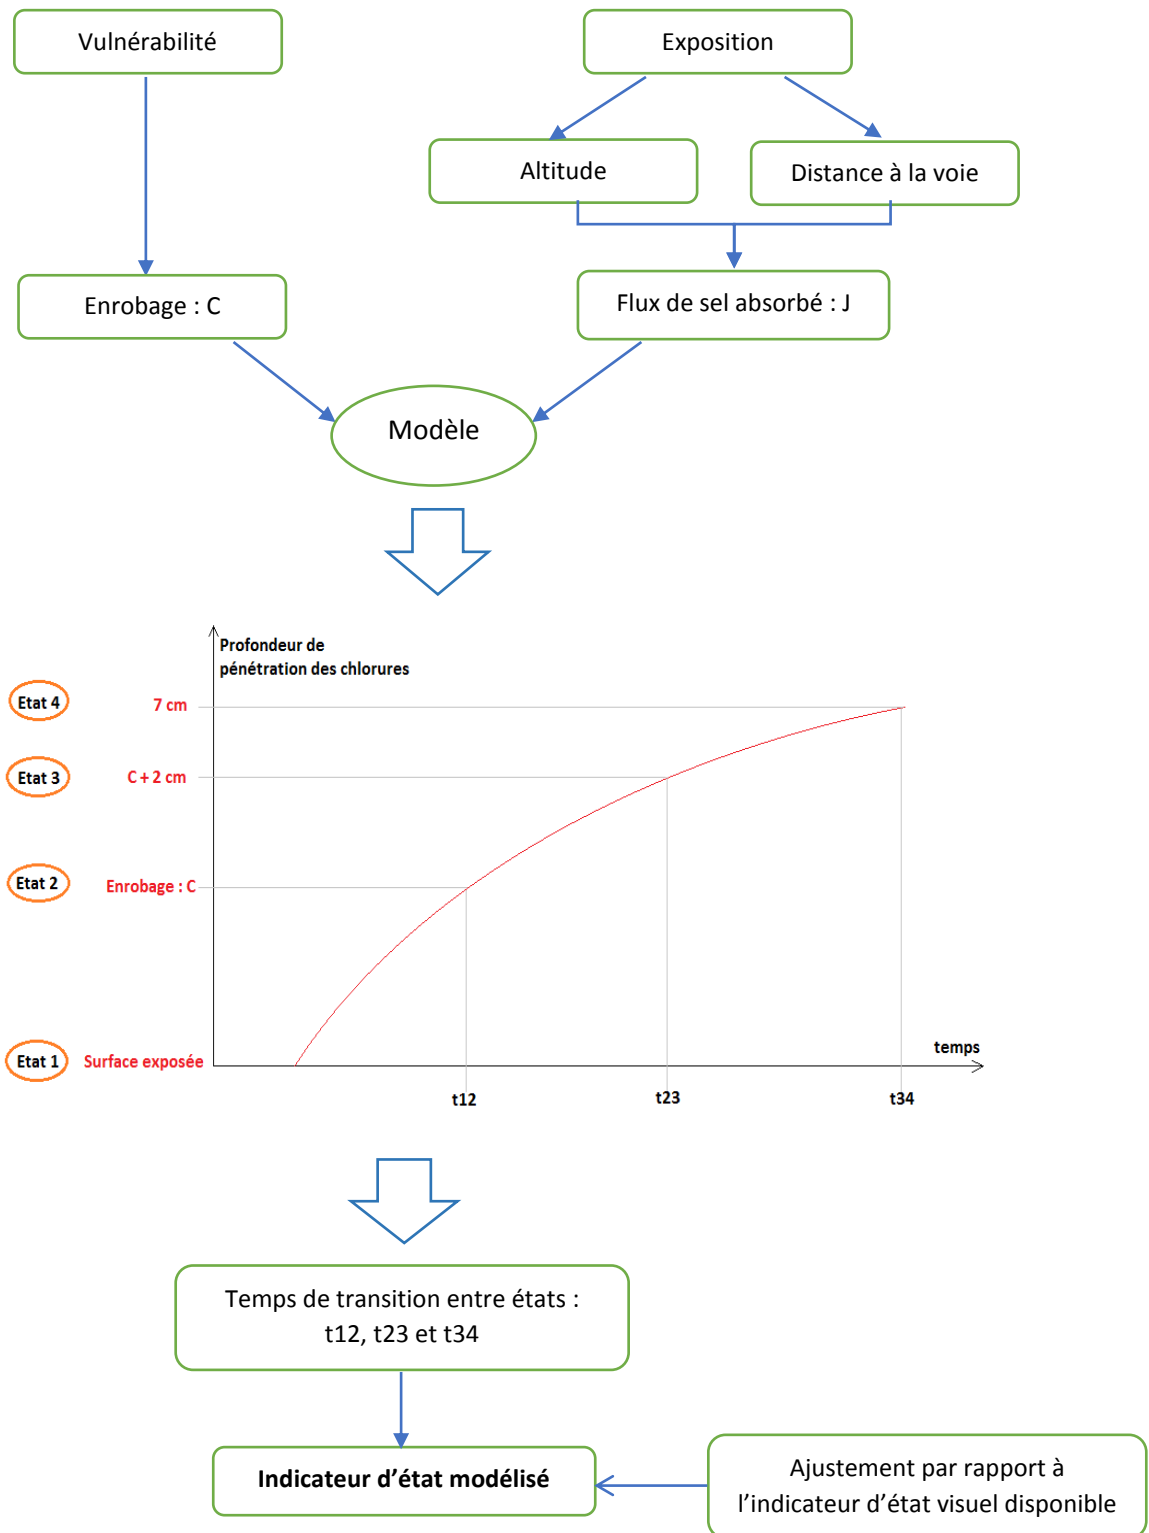 Vulnérabilité
Exposition
Altitude
Distance à la voie
Enrobage : C
Flux de sel absorbé : J
Modèle
Profondeur de
pénétration des chlorures
Etat 4
7 cm
Etat 3
C + 2 cm
Etat 2
Enrobage : C
Etat 1
Surface exposée
temps
t12
t23
t34
Temps de transition entre états :
t12, t23 et t34
Indicateur d’état modélisé
Ajustement par rapport à
l’indicateur d’état visuel disponible